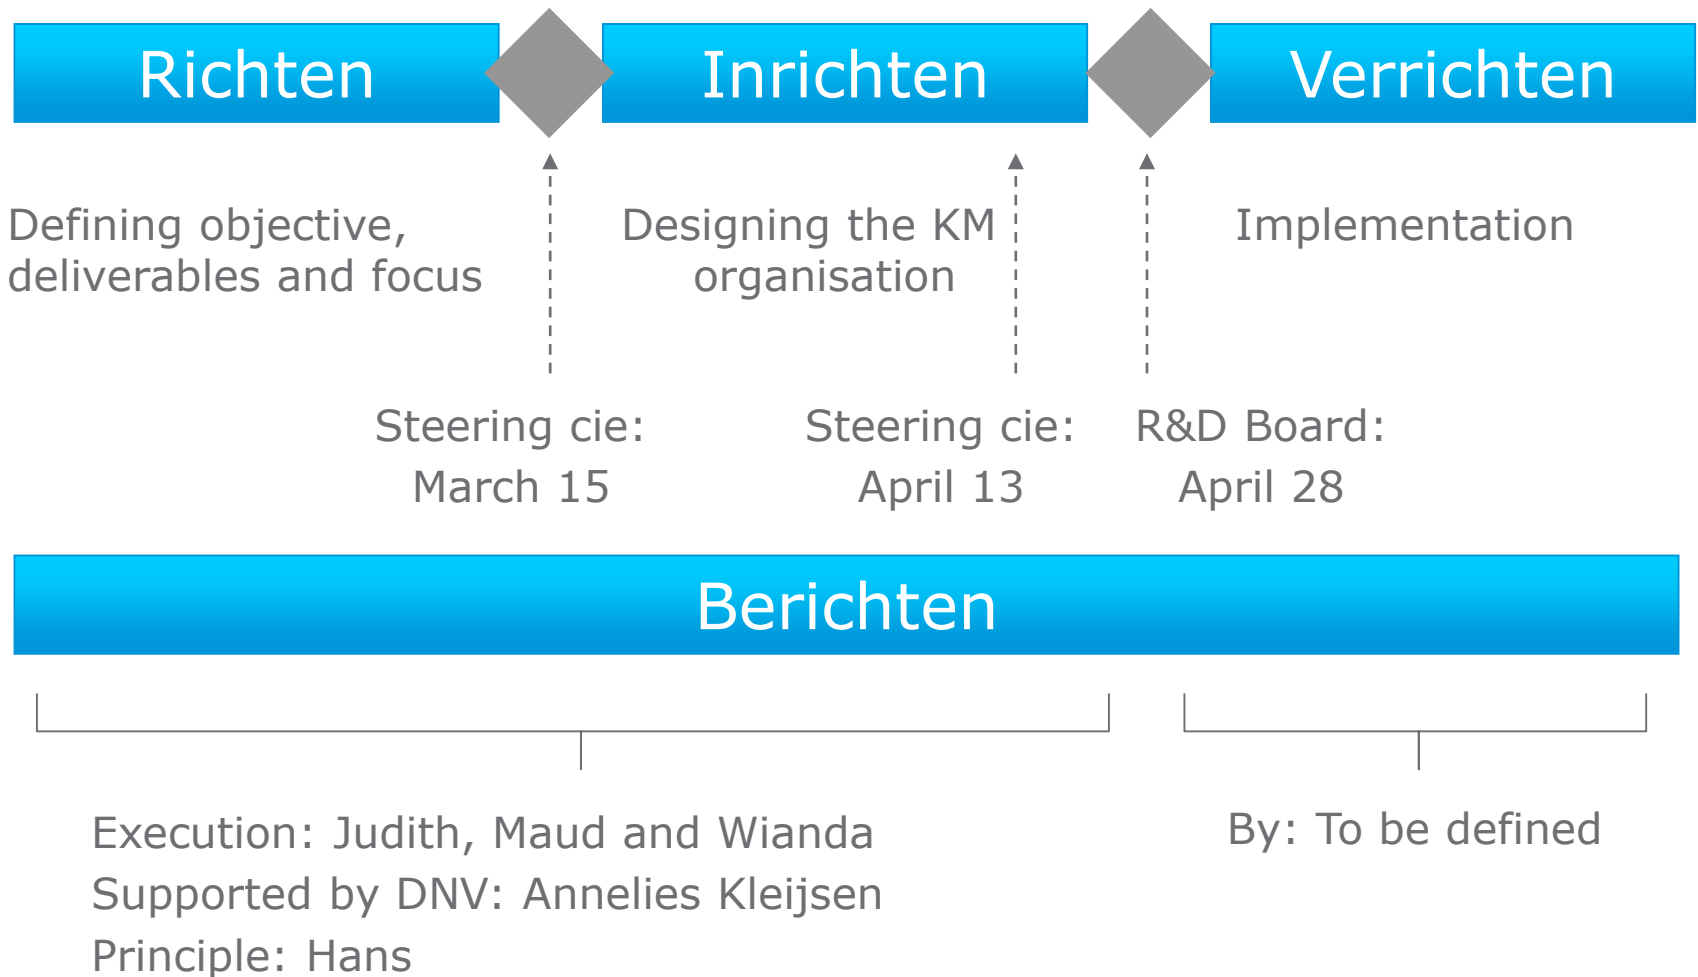 Richten
Inrichten
Verrichten
Defining objective,
deliverables and focus
Designing the KM
organisation
Implementation
Steering cie:
March 15
Steering cie:
April 13
R&D Board:
April 28
Berichten
Execution: Judith, Maud and Wianda
Supported by DNV: Annelies Kleijsen
Principle: Hans
By: To be defined